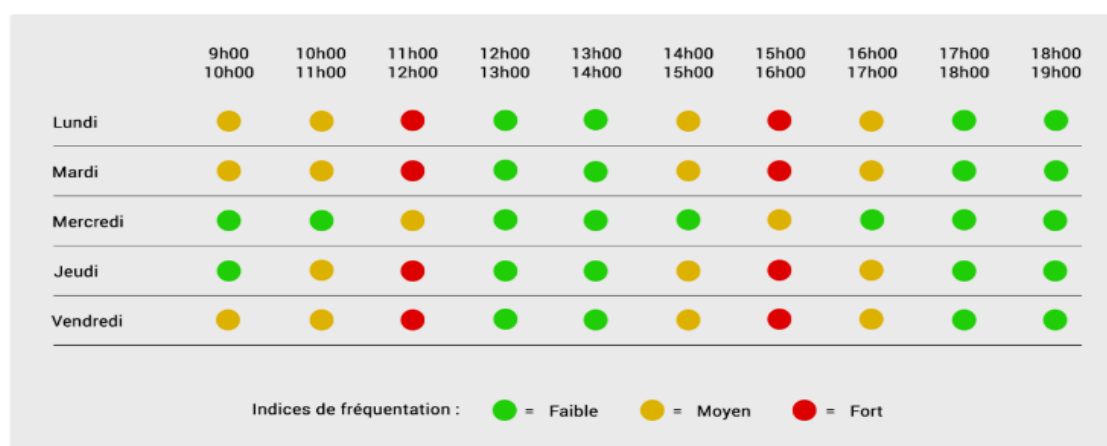 9h00 10h00 11h00 12h00 13h00 14h00 15h00 16h00 17h00 18h00
10h00 11h00 12h00 13h00 14h00 15h00 16h00 17h00 18h00 19h00
Lundi
Mardi
Mercredi
Jeudi
Vendredi
Indices de fréquentation : = Faible = Moyen = Fort